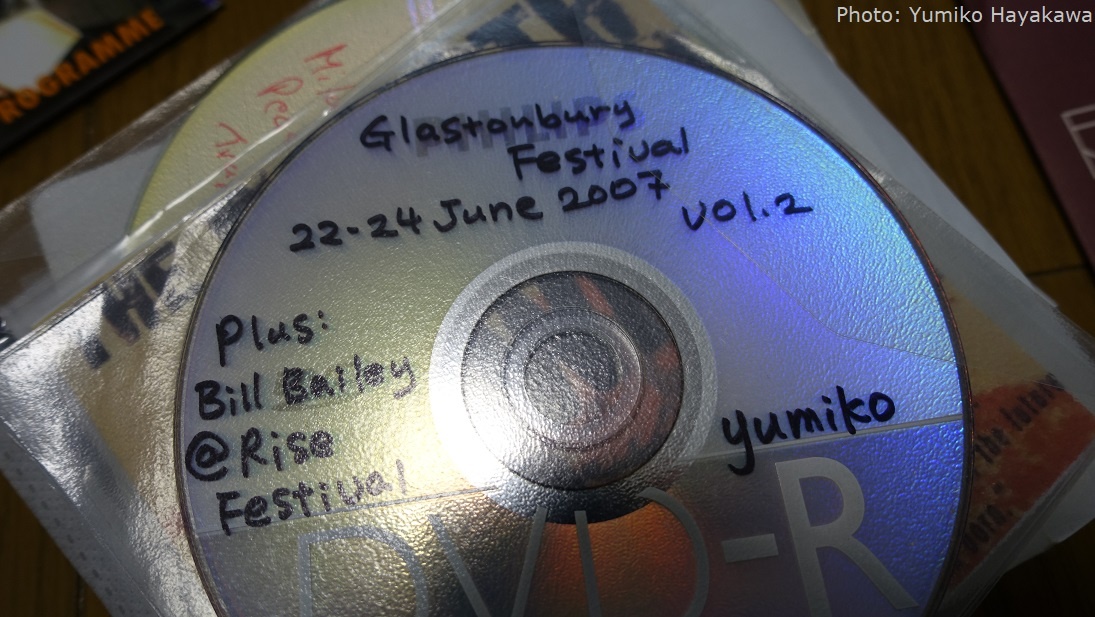 Photo: Yumiko Hayakawa
PROGRAMME
PHILIPS
Glastonbury
Festival
22-24 June 2007
vol.2
Plus:
Bill Bailey
@Rise
Festival
yumiko
DVD-R